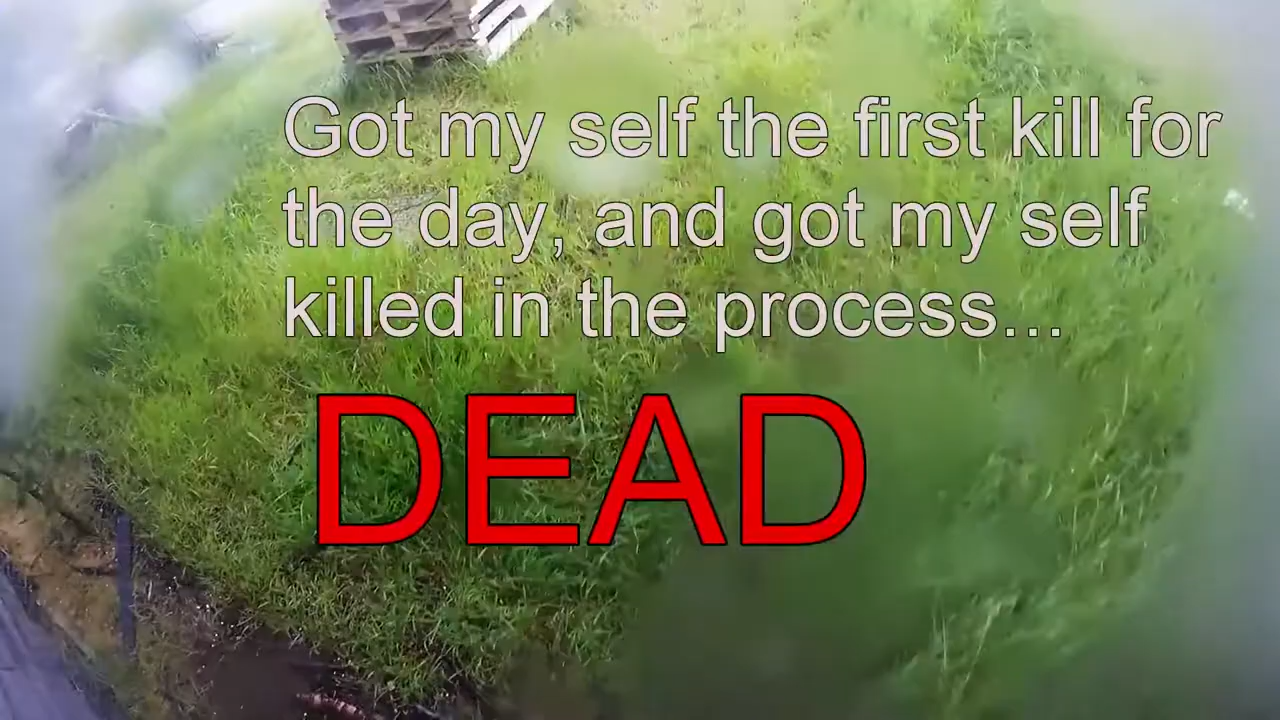 Got my self the first kill for
the day, and got my self
killed in the process...
DEAD